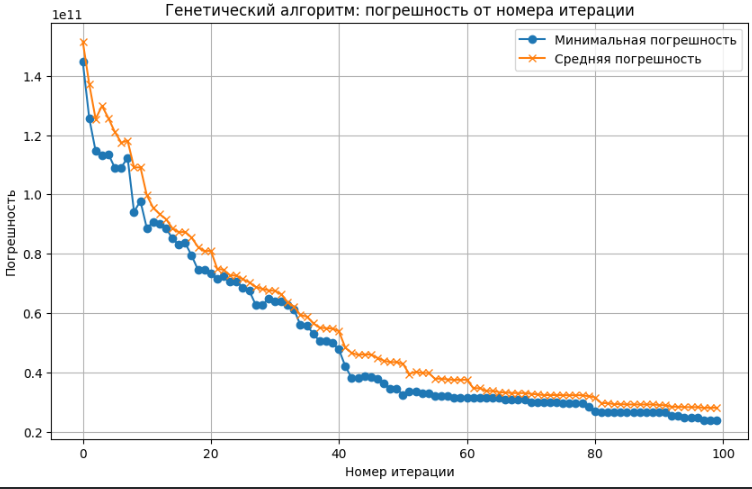 Генетический алгоритм: погрешность от номера итерации
1e11
Минимальная погрешность
Средняя погрешность
1.4
1.2
1.0
0.8
0.6
0.4
0.2
Погрешность
0 20 40 60 80 100
Номер итерации